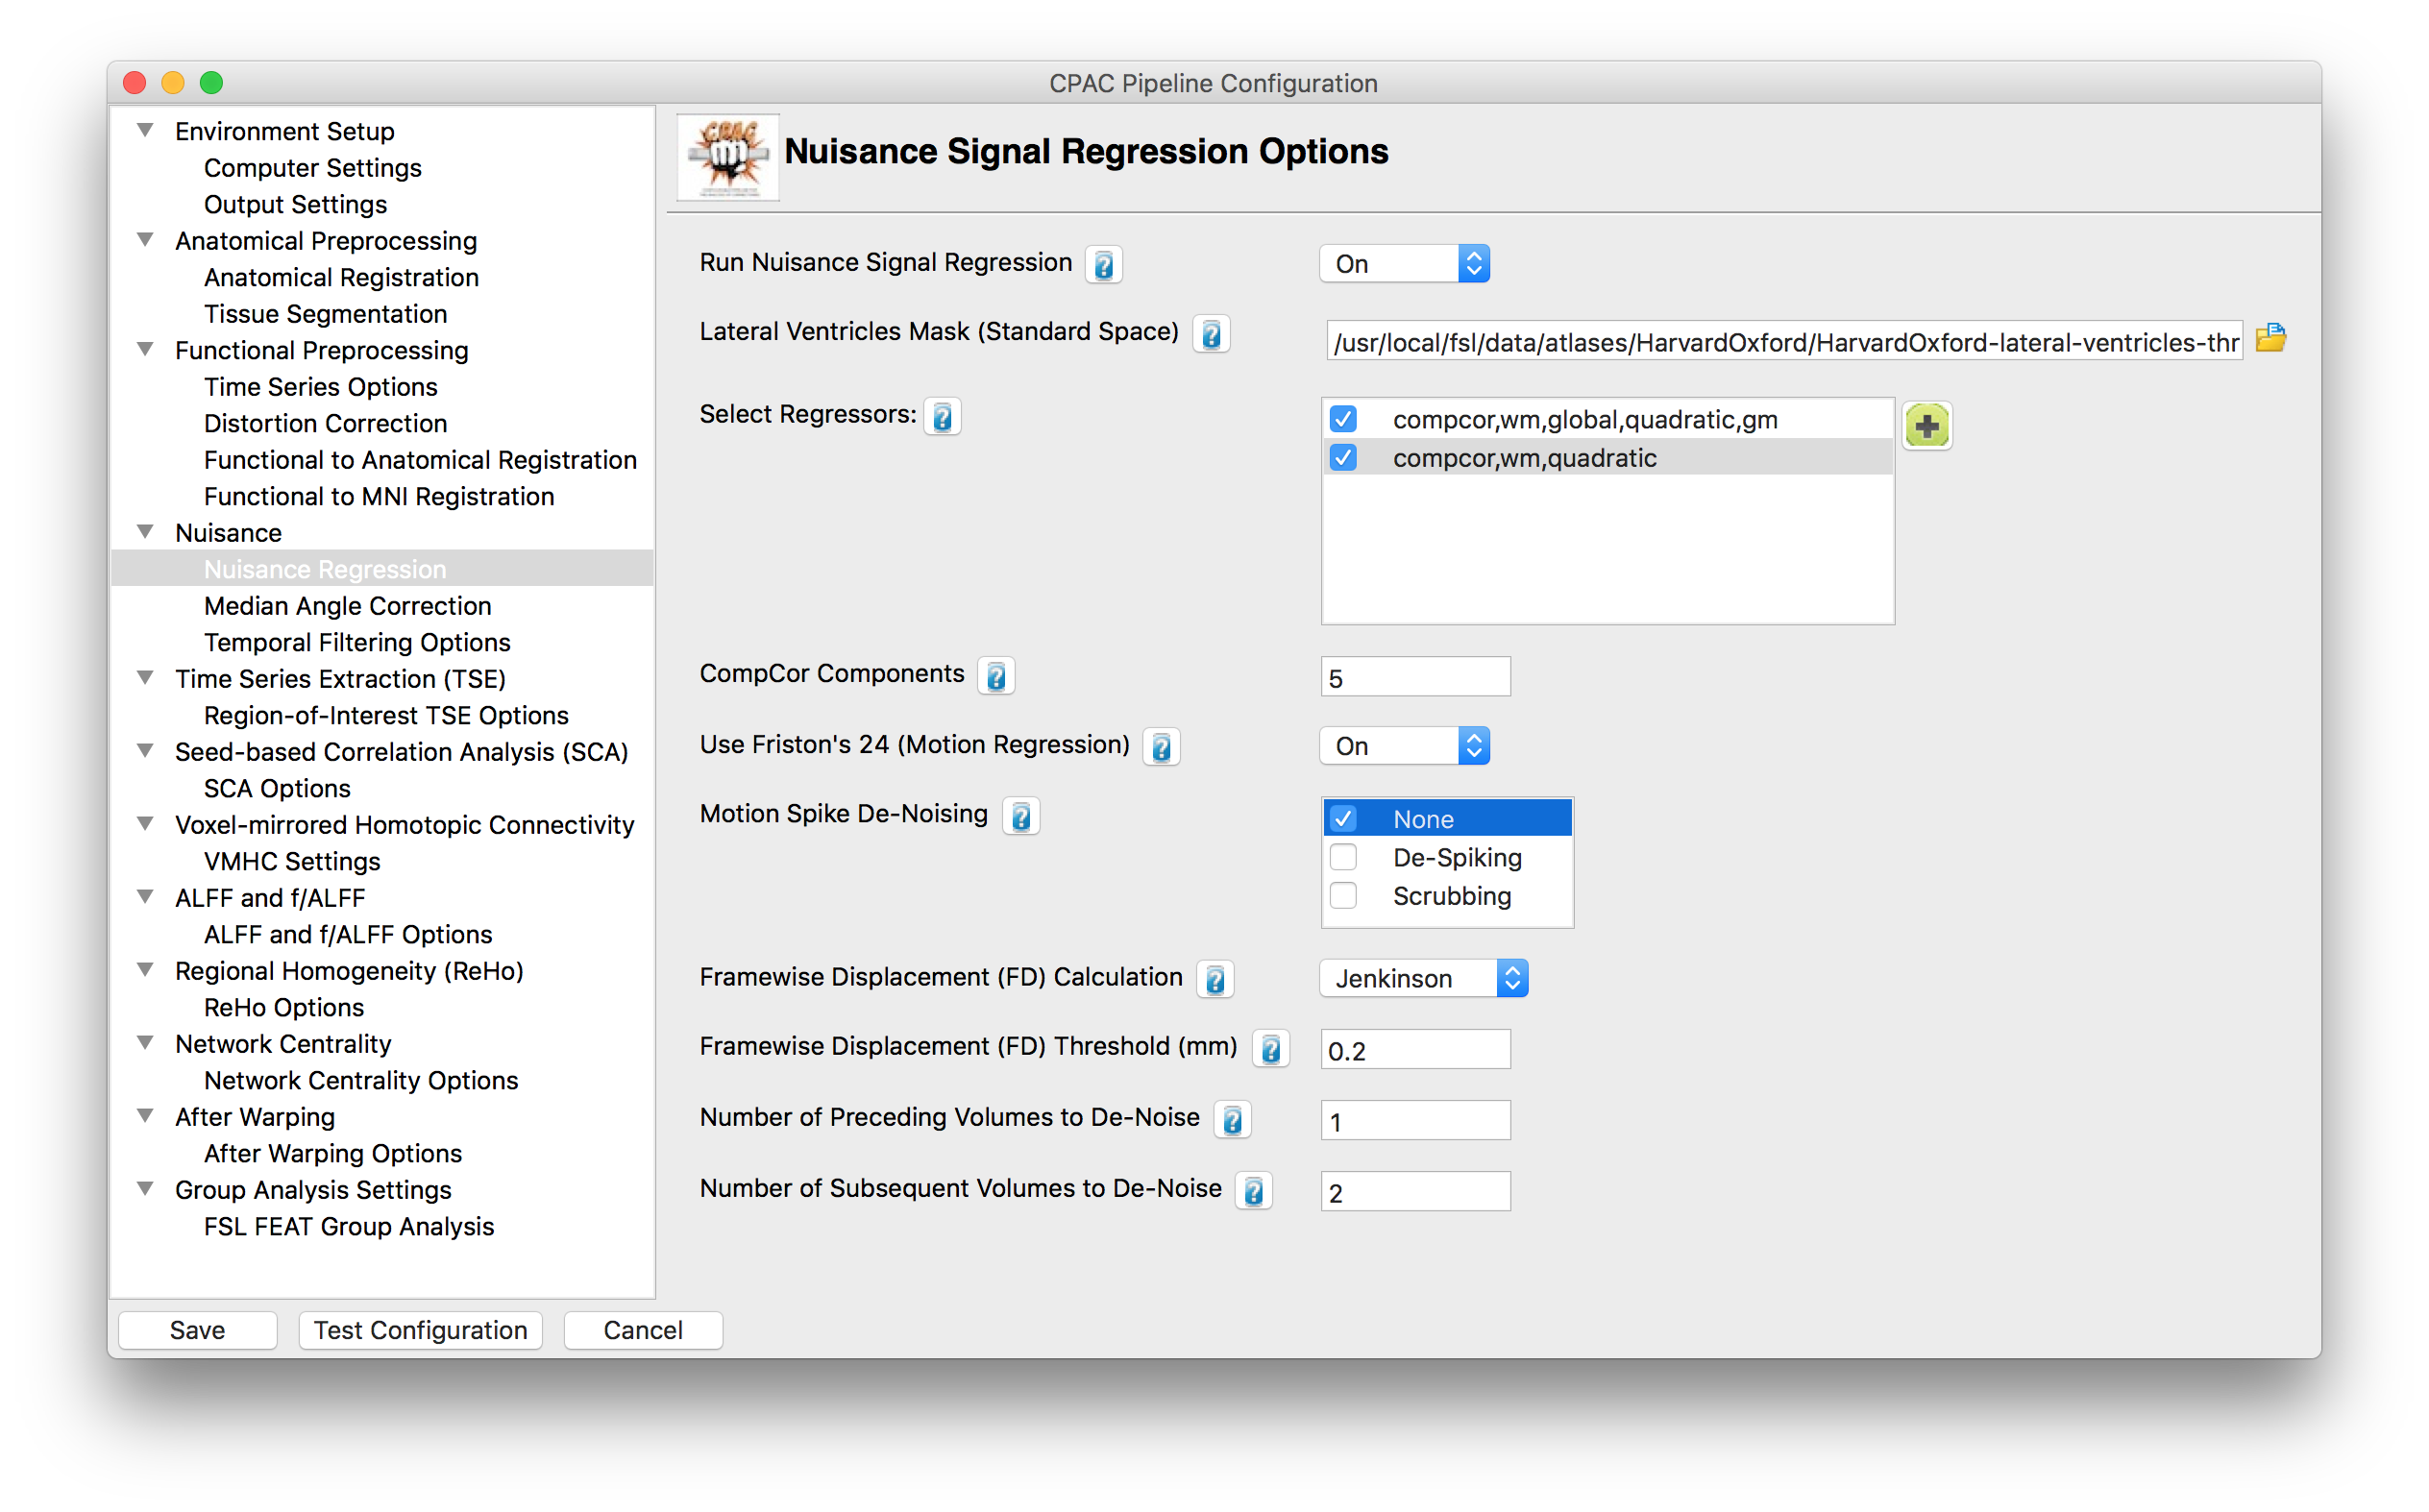 CPAC Pipeline Configuration
Environment Setup
Computer Settings
Output Settings
Anatomical Preprocessing
Anatomical Registration
Tissue Segmentation
Functional Preprocessing
Time Series Options
Distortion Correction
Functional to Anatomical Registration
Functional to MNI Registration
Nuisance
Nuisance Regression
Median Angle Correction
Temporal Filtering Options
Time Series Extraction (TSE)
Region-of-Interest TSE Options
Seed-based Correlation Analysis (SCA)
SCA Options
Voxel-mirrored Homotopic Connectivity
VMHC Settings
ALFF and f/ALFF
ALFF and f/ALFF Options
Regional Homogeneity (ReHo)
ReHo Options
Network Centrality
Network Centrality Options
After Warping
After Warping Options
Group Analysis Settings
FSL FEAT Group Analysis
Save Test Configuration Cancel
CPAC
Nuisance Signal Regression Options
Run Nuisance Signal Regression ? On
Lateral Ventricles Mask (Standard Space) ? /usr/local/fsl/data/atlases/HarvardOxford/HarvardOxford-lateral-ventricles-thr
Select Regressors: ? compcor,wm,global,quadratic,gm
compcor,wm,quadratic
CompCor Components ? 5
Use Friston's 24 (Motion Regression) ? On
Motion Spike De-Noising ? None
De-Spiking
Scrubbing
Framewise Displacement (FD) Calculation ? Jenkinson
Framewise Displacement (FD) Threshold (mm) ? 0.2
Number of Preceding Volumes to De-Noise ? 1
Number of Subsequent Volumes to De-Noise ? 2